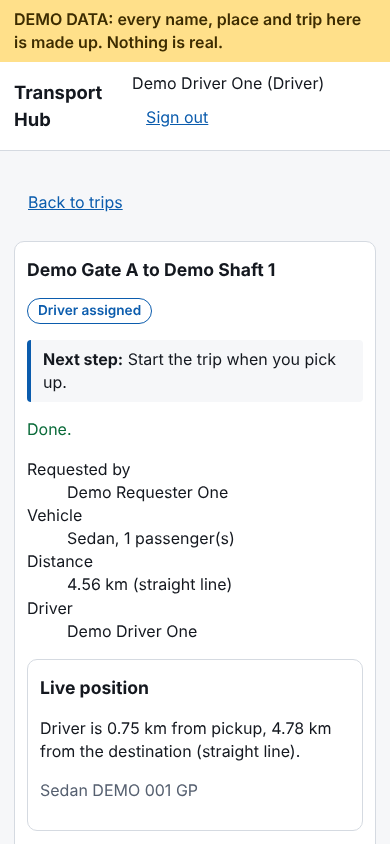 DEMO DATA: every name, place and trip here
is made up. Nothing is real.
Transport
Hub
Demo Driver One (Driver)
Sign out
Back to trips
Demo Gate A to Demo Shaft 1
Driver assigned
Next step: Start the trip when you pick
up.
Done.
Requested by
Demo Requester One
Vehicle
Sedan, 1 passenger(s)
Distance
4.56 km (straight line)
Driver
Demo Driver One
Live position
Driver is 0.75 km from pickup, 4.78 km
from the destination (straight line).
Sedan DEMO 001 GP